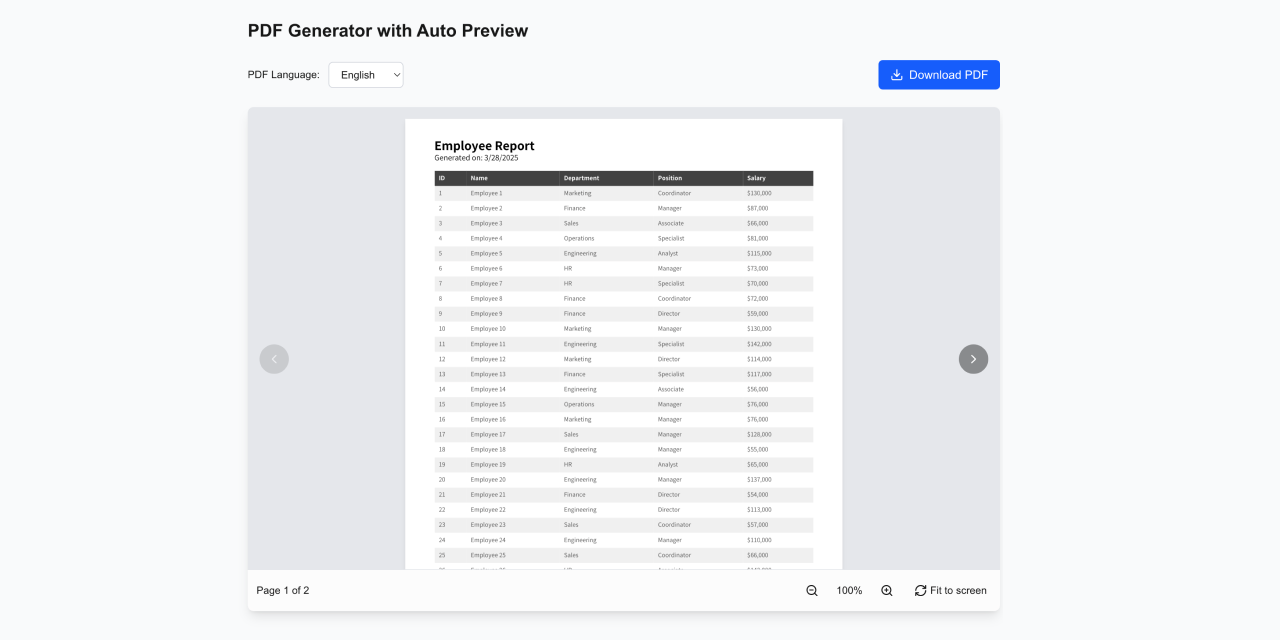 PDF Generator with Auto Preview
PDF Language: English Download PDF
Employee Report
Generated on: 3/28/2025
ID Name Department Position Salary
1 Employee 1 Marketing Coordinator $130,000
2 Employee 2 Finance Manager $87,000
3 Employee 3 Sales Associate $66,000
4 Employee 4 Operations Specialist $81,000
5 Employee 5 Engineering Analyst $115,000
6 Employee 6 HR Manager $73,000
7 Employee 7 HR Specialist $70,000
8 Employee 8 Finance Coordinator $72,000
9 Employee 9 Finance Director $59,000
10 Employee 10 Marketing Manager $130,000
11 Employee 11 Engineering Specialist $142,000
12 Employee 12 Marketing Director $114,000
13 Employee 13 Finance Specialist $117,000
14 Employee 14 Engineering Associate $56,000
15 Employee 15 Operations Manager $76,000
16 Employee 16 Marketing Manager $76,000
17 Employee 17 Sales Manager $128,000
18 Employee 18 Engineering Manager $55,000
19 Employee 19 HR Analyst $65,000
20 Employee 20 Engineering Manager $137,000
21 Employee 21 Finance Director $54,000
22 Employee 22 Engineering Director $113,000
23 Employee 23 Sales Coordinator $57,000
24 Employee 24 Engineering Manager $110,000
25 Employee 25 Sales Coordinator $66,000
Page 1 of 2 100% Fit to screen